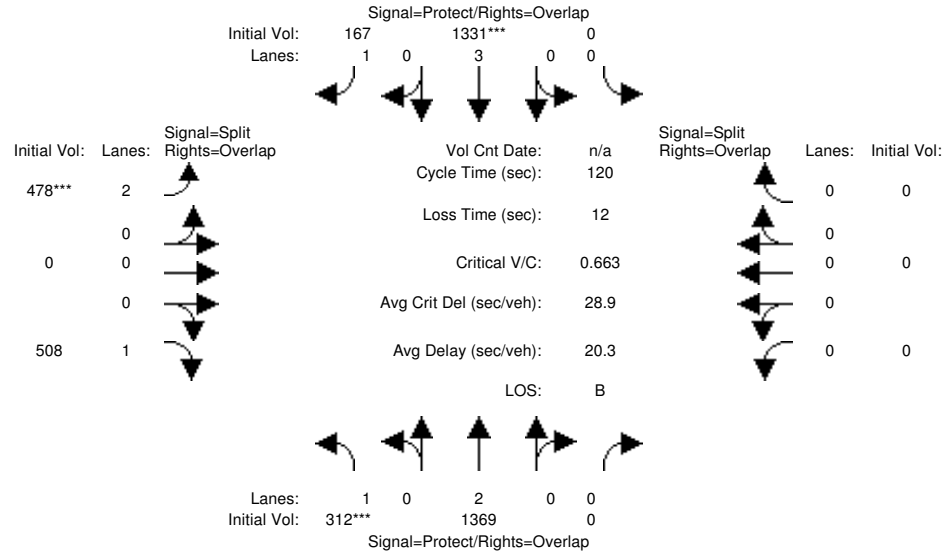 Signal=Protect/Rights=Overlap
Initial Vol: 167 1331*** 0
Lanes: 1 0 3 0 0
Signal=Split
Initial Vol: Lanes: Rights=Overlap
Vol Cnt Date: n/a
Signal=Split
Rights=Overlap Lanes: Initial Vol:
Cycle Time (sec): 120
478*** 2
0 0
Loss Time (sec): 12
0
0
0 0
Critical V/C: 0.663
0 0
0
Avg Crit Del (sec/veh): 28.9
0
508 1
Avg Delay (sec/veh): 20.3
0 0
LOS: B
Lanes: 1 0 2 0 0
Initial Vol: 312*** 1369 0
Signal=Protect/Rights=Overlap